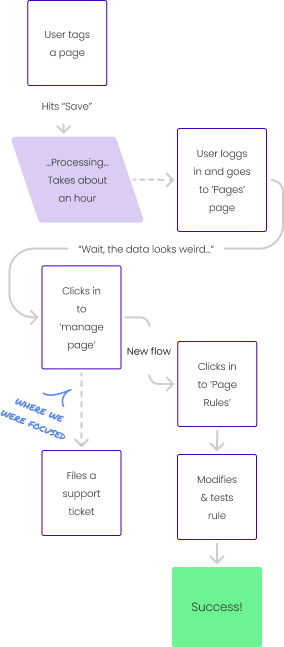 User tags
a page
Hits “Save”
...Processing...
Takes about
an hour
User loggs
in and goes
to ‘Pages’
page
“Wait, the data looks weird...”
Clicks in
to
‘manage
page’
New flow
Clicks in
to ‘Page
Rules’
WHERE WE
WERE FOCUSED
Files a
support
ticket
Modifies
& tests
rule
Success!